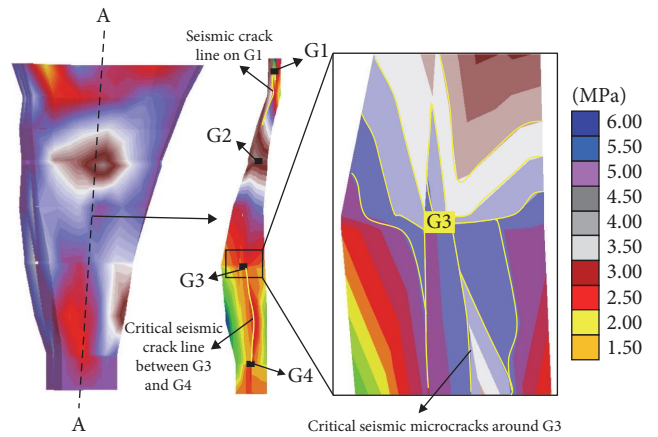 A
Seismic crack
line on G1
G1
G2
G3
Critical seismic
crack line
between G3
and G4
G4
A
G3
Critical seismic microcracks around G3
(MPa)
6.00
5.50
5.00
4.50
4.00
3.50
3.00
2.50
2.00
1.50